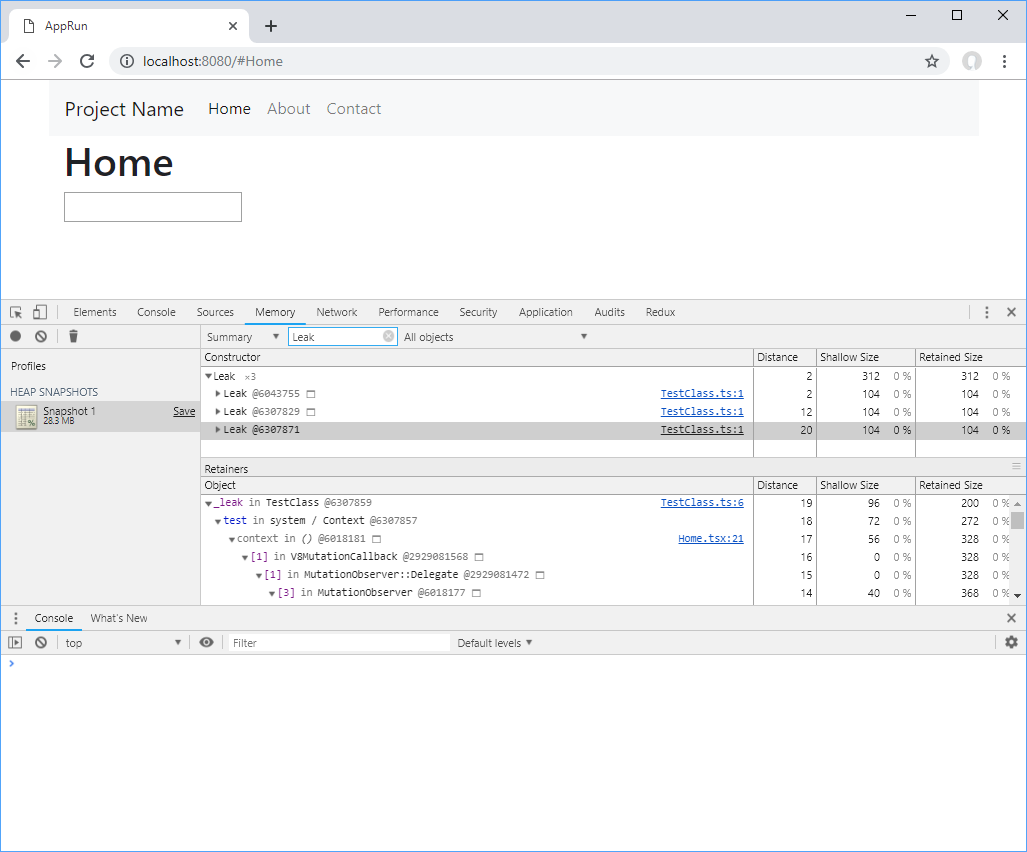 AppRun
localhost:8080/#Home
Project Name Home About Contact
Home
Elements Console Sources Memory Network Performance Security Application Audits Redux
Summary Leak All objects
Profiles
HEAP SNAPSHOTS
Snapshot 1 Save
28.3 MB
Constructor Distance Shallow Size Retained Size
Leak ×3 2 312 0 % 312 0 %
Leak @6043755 TestClass.ts:1 2 104 0 % 104 0 %
Leak @6307829 TestClass.ts:1 12 104 0 % 104 0 %
Leak @6307871 TestClass.ts:1 20 104 0 % 104 0 %
Retainers
Object Distance Shallow Size Retained Size
_leak in TestClass @6307859 TestClass.ts:6 19 96 0 % 200 0 %
test in system / Context @6307857 18 72 0 % 272 0 %
context in () @6018181 Home.tsx:21 17 56 0 % 328 0 %
[1] in V8MutationCallback @2929081568 16 0 0 % 328 0 %
[1] in MutationObserver::Delegate @2929081472 15 0 0 % 328 0 %
[3] in MutationObserver @6018177 14 40 0 % 368 0 %
Console What's New
top Filter Default levels